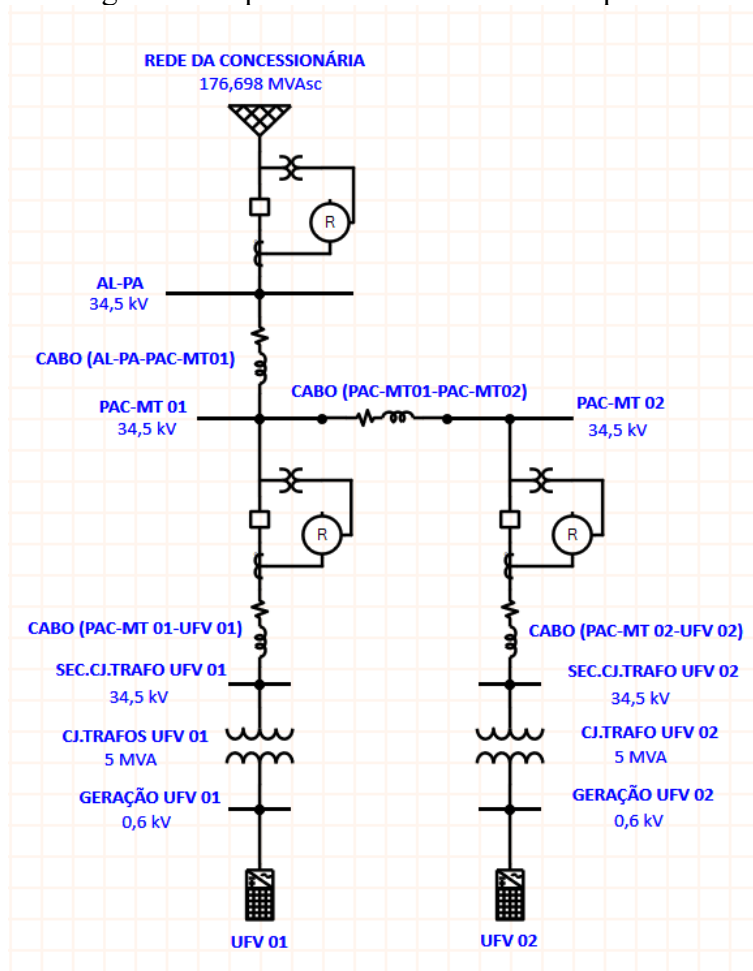 REDE DA CONCESSIONÁRIA
176,698 MVAsc
R
AL-PA
34,5 kV
CABO (AL-PA-PAC-MT01)
CABO (PAC-MT01-PAC-MT02)
PAC-MT 01
34,5 kV
PAC-MT 02
34,5 kV
R
R
CABO (PAC-MT 01-UFV 01)
CABO (PAC-MT 02-UFV 02)
SEC.CJ.TRAFO UFV 01
34,5 kV
SEC.CJ.TRAFO UFV 02
34,5 kV
CJ.TRAFOS UFV 01
5 MVA
CJ.TRAFO UFV 02
5 MVA
GERAÇÃO UFV 01
0,6 kV
GERAÇÃO UFV 02
0,6 kV
UFV 01
UFV 02